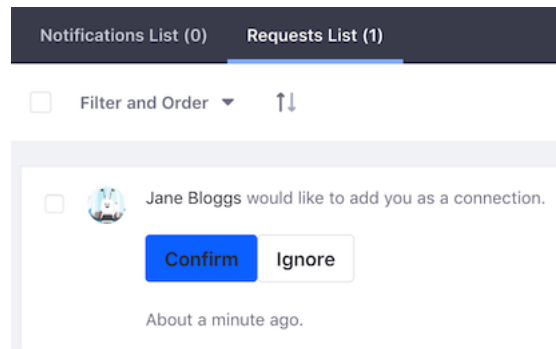 Notifications List (0) Requests List (1)
Filter and Order
Jane Bloggs would like to add you as a connection.
Confirm Ignore
About a minute ago.